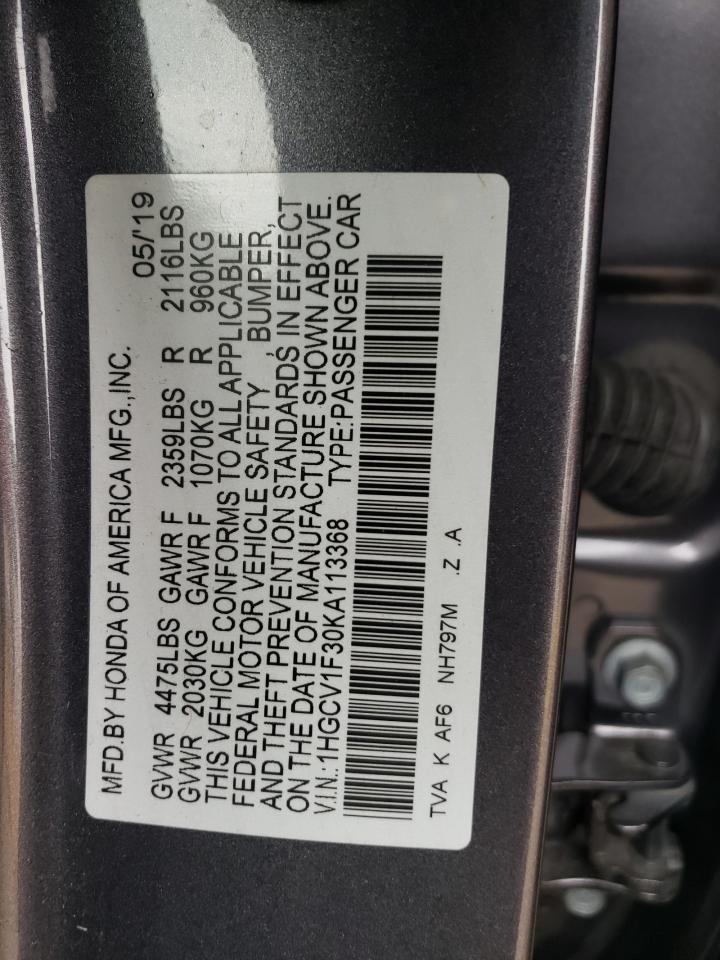 MFD.BY HONDA OF AMERICA MFG.,INC. 05/'19
GVWR 4475LBS GAWR F 2359LBS R 2116LBS
GVWR 2030KG GAWR F 1070KG R 960KG
THIS VEHICLE CONFORMS TO ALL APPLICABLE
FEDERAL MOTOR VEHICLE SAFETY , BUMPER,
AND THEFT PREVENTION STANDARDS, IN EFFECT
ON THE DATE OF MANUFACTURE SHOWN ABOVE.
V.I.N.:1HGCV1F30KA113368 TYPE:PASSENGER CAR
TVA K AF6 NH797M .Z .A